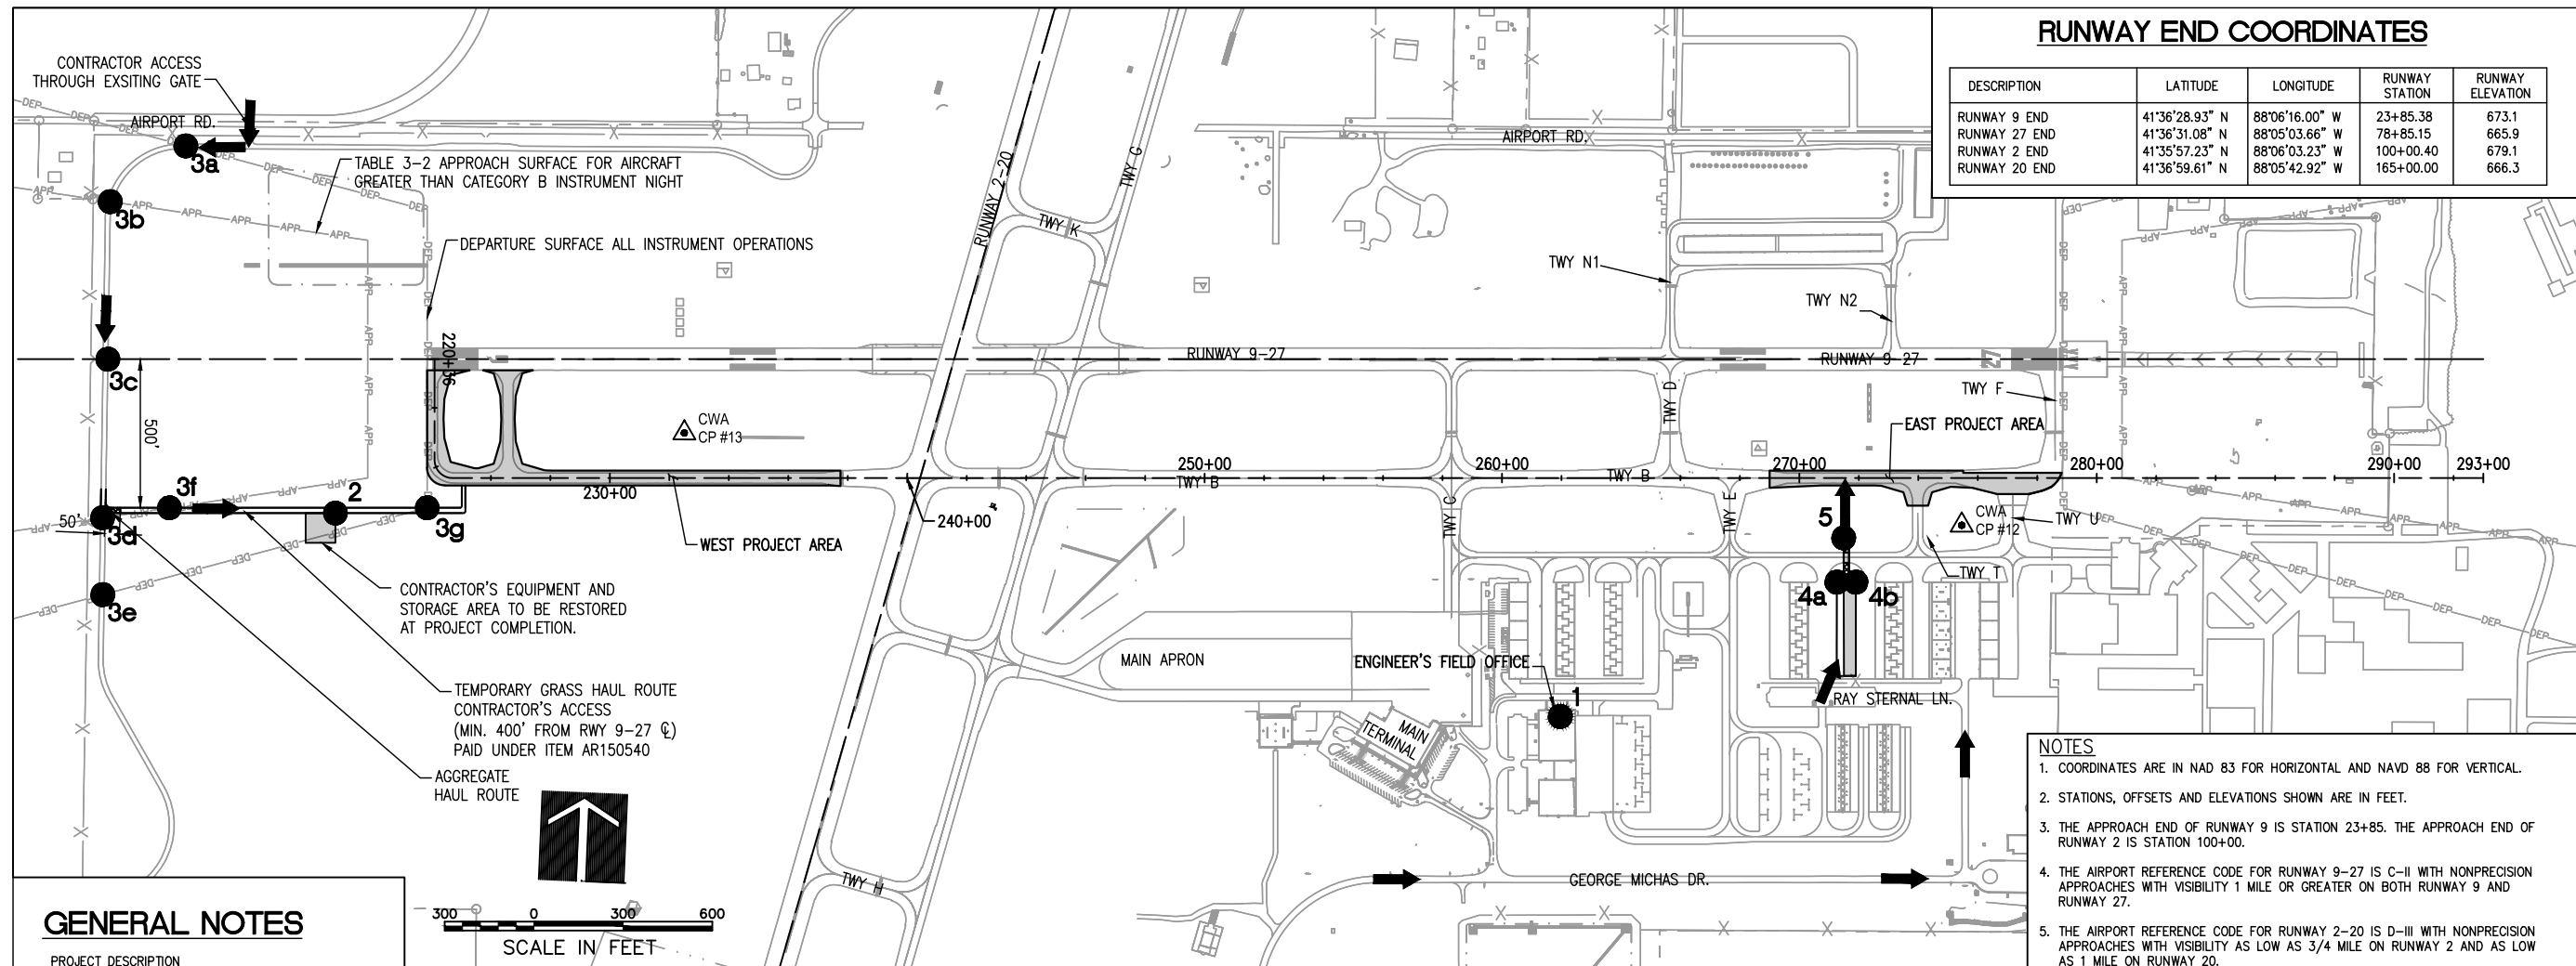 CONTRACTOR ACCESS
THROUGH EXSITING GATE
AIRPORT RD.
3a
3b
3c
3d
3e
3f
3g
2
TABLE 3-2 APPROACH SURFACE FOR AIRCRAFT
GREATER THAN CATEGORY B INSTRUMENT NIGHT
DEPARTURE SURFACE ALL INSTRUMENT OPERATIONS
DEP
APP
220+36
500'
50'
CWA
CP #13
230+00
WEST PROJECT AREA
240+00
CONTRACTOR'S EQUIPMENT AND
STORAGE AREA TO BE RESTORED
AT PROJECT COMPLETION.
TEMPORARY GRASS HAUL ROUTE
CONTRACTOR'S ACCESS
(MIN. 400' FROM RWY 9-27 ℄)
PAID UNDER ITEM AR150540
AGGREGATE
HAUL ROUTE
RUNWAY 2-20
TWY G
TWY K
TWY H
RUNWAY 9-27
AIRPORT RD.
TWY N1
TWY N2
RUNWAY 9-27
27
TWY F
TWY D
EAST PROJECT AREA
TWY B
250+00
TWY C
260+00
TWY B
TWY E
270+00
280+00
290+00
293+00
5
CWA
CP #12
TWY U
TWY T
4a
4b
MAIN APRON
ENGINEER'S FIELD OFFICE
1
MAIN
TERMINAL
RAY STERNAL LN.
GEORGE MICHAS DR.
RUNWAY END COORDINATES
DESCRIPTION LATITUDE LONGITUDE RUNWAY STATION RUNWAY ELEVATION
RUNWAY 9 END 41°36'28.93" N 88°06'16.00" W 23+85.38 673.1
RUNWAY 27 END 41°36'31.08" N 88°05'03.66" W 78+85.15 665.9
RUNWAY 2 END 41°35'57.23" N 88°06'03.23" W 100+00.40 679.1
RUNWAY 20 END 41°36'59.61" N 88°05'42.92" W 165+00.00 666.3
NOTES
1. COORDINATES ARE IN NAD 83 FOR HORIZONTAL AND NAVD 88 FOR VERTICAL.
2. STATIONS, OFFSETS AND ELEVATIONS SHOWN ARE IN FEET.
3. THE APPROACH END OF RUNWAY 9 IS STATION 23+85. THE APPROACH END OF
RUNWAY 2 IS STATION 100+00.
4. THE AIRPORT REFERENCE CODE FOR RUNWAY 9-27 IS C-II WITH NONPRECISION
APPROACHES WITH VISIBILITY 1 MILE OR GREATER ON BOTH RUNWAY 9 AND
RUNWAY 27.
5. THE AIRPORT REFERENCE CODE FOR RUNWAY 2-20 IS D-III WITH NONPRECISION
APPROACHES WITH VISIBILITY AS LOW AS 3/4 MILE ON RUNWAY 2 AND AS LOW
AS 1 MILE ON RUNWAY 20.
GENERAL NOTES
PROJECT DESCRIPTION
300 0 300 600
SCALE IN FEET